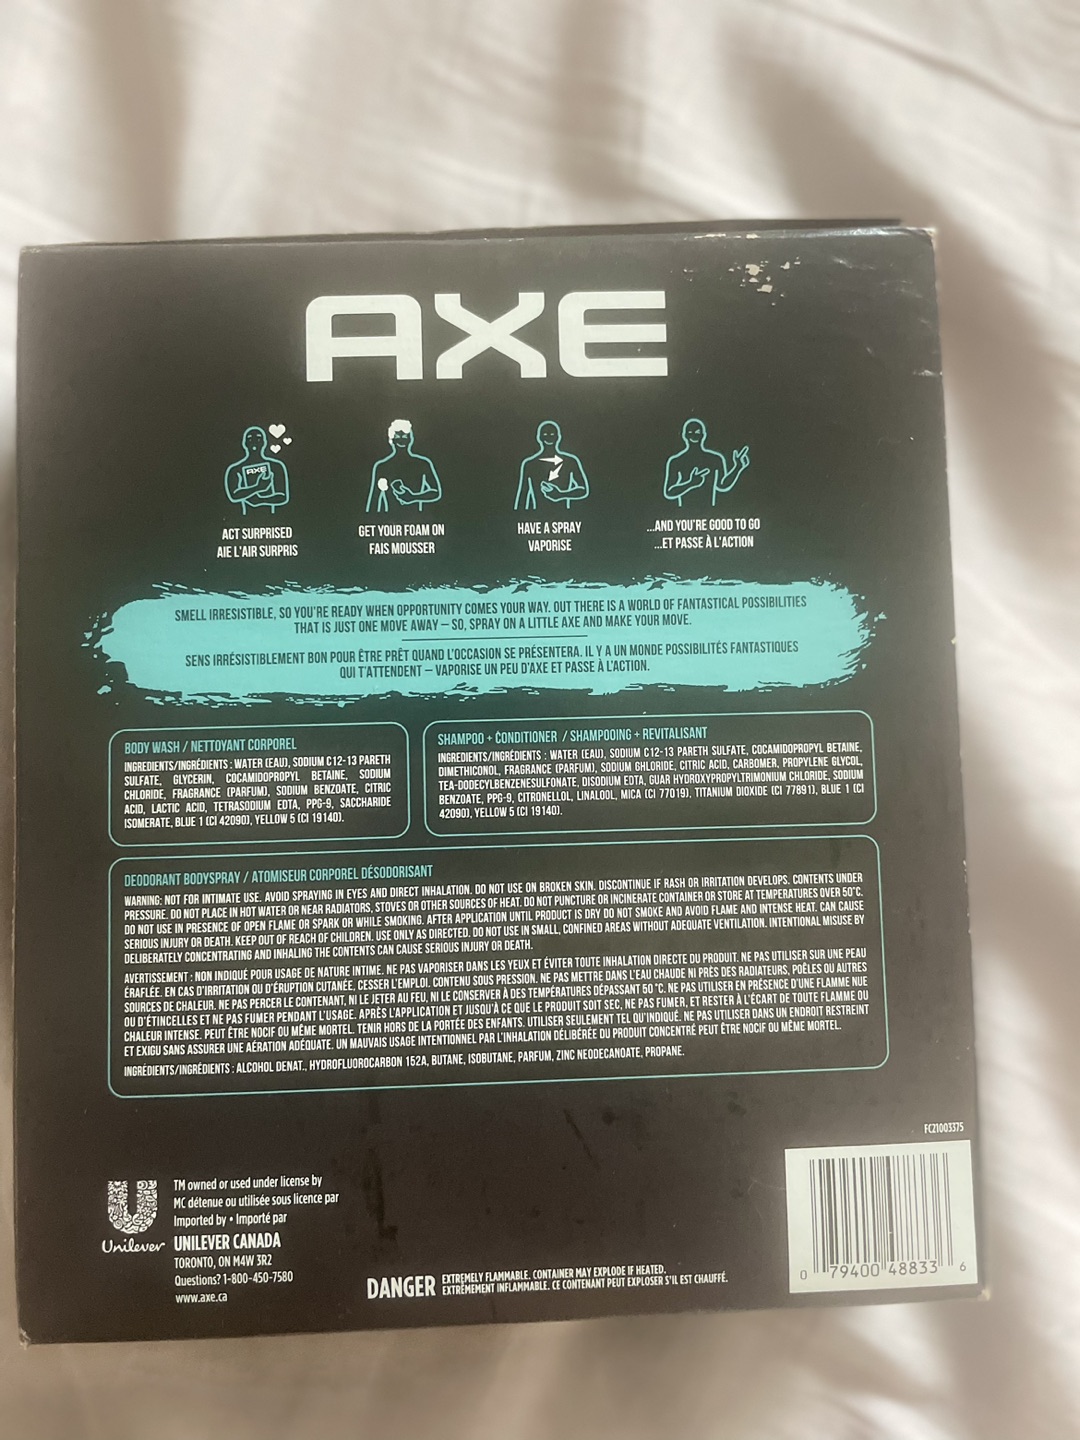 AXE
AXE
ACT SURPRISED
AIE L'AIR SURPRIS
GET YOUR FOAM ON
FAIS MOUSSER
HAVE A SPRAY
VAPORISE
...AND YOU'RE GOOD TO GO
...ET PASSE À L'ACTION
SMELL IRRESISTIBLE, SO YOU'RE READY WHEN OPPORTUNITY COMES YOUR WAY. OUT THERE IS A WORLD OF FANTASTICAL POSSIBILITIES
THAT IS JUST ONE MOVE AWAY – SO, SPRAY ON A LITTLE AXE AND MAKE YOUR MOVE.
SENS IRRÉSISTIBLEMENT BON POUR ÊTRE PRÊT QUAND L'OCCASION SE PRÉSENTERA. IL Y A UN MONDE POSSIBILITÉS FANTASTIQUES
QUI T'ATTENDENT – VAPORISE UN PEU D'AXE ET PASSE À L'ACTION.
BODY WASH / NETTOYANT CORPOREL
INGREDIENTS/INGRÉDIENTS : WATER (EAU), SODIUM C12-13 PARETH
SULFATE, GLYCERIN, COCAMIDOPROPYL BETAINE, SODIUM
CHLORIDE, FRAGRANCE (PARFUM), SODIUM BENZOATE, CITRIC
ACID, LACTIC ACID, TETRASODIUM EDTA, PPG-9, SACCHARIDE
ISOMERATE, BLUE 1 (CI 42090), YELLOW 5 (CI 19140).
SHAMPOO + CONDITIONER / SHAMPOOING + REVITALISANT
INGREDIENTS/INGRÉDIENTS : WATER (EAU), SODIUM C12-13 PARETH SULFATE, COCAMIDOPROPYL BETAINE,
DIMETHICONOL, FRAGRANCE (PARFUM), SODIUM GHLORIDE, CITRIC ACID, CARBOMER, PROPYLENE GLYCOL,
TEA-DODECYLBENZENESULFONATE, DISODIUM EDTA, GUAR HYDROXYPROPYLTRIMONIUM CHLORIDE, SODIUM
BENZOATE, PPG-9, CITRONELLOL, LINALOOL, MICA (CI 77019), TITANIUM DIOXIDE (CI 77891), BLUE 1 (CI
42090), YELLOW 5 (CI 19140).
DEODORANT BODYSPRAY / ATOMISEUR CORPOREL DÉSODORISANT
WARNING: NOT FOR INTIMATE USE. AVOID SPRAYING IN EYES AND DIRECT INHALATION. DO NOT USE ON BROKEN SKIN. DISCONTINUE IF RASH OR IRRITATION DEVELOPS. CONTENTS UNDER
PRESSURE. DO NOT PLACE IN HOT WATER OR NEAR RADIATORS, STOVES OR OTHER SOURCES OF HEAT. DO NOT PUNCTURE OR INCINERATE CONTAINER OR STORE AT TEMPERATURES OVER 50°C.
DO NOT USE IN PRESENCE OF OPEN FLAME OR SPARK OR WHILE SMOKING. AFTER APPLICATION UNTIL PRODUCT IS DRY DO NOT SMOKE AND AVOID FLAME AND INTENSE HEAT. CAN CAUSE
SERIOUS INJURY OR DEATH. KEEP OUT OF REACH OF CHILDREN. USE ONLY AS DIRECTED. DO NOT USE IN SMALL, CONFINED AREAS WITHOUT ADEQUATE VENTILATION. INTENTIONAL MISUSE BY
DELIBERATELY CONCENTRATING AND INHALING THE CONTENTS CAN CAUSE SERIOUS INJURY OR DEATH.
AVERTISSEMENT : NON INDIQUÉ POUR USAGE DE NATURE INTIME. NE PAS VAPORISER DANS LES YEUX ET ÉVITER TOUTE INHALATION DIRECTE DU PRODUIT. NE PAS UTILISER SUR UNE PEAU
ÉRAFLÉE. EN CAS D'IRRITATION OU D'ÉRUPTION CUTANÉE, CESSER L'EMPLOI. CONTENU SOUS PRESSION. NE PAS METTRE DANS L'EAU CHAUDE NI PRÈS DES RADIATEURS, POÊLES OU AUTRES
SOURCES DE CHALEUR. NE PAS PERCER LE CONTENANT, NI LE JETER AU FEU, NI LE CONSERVER À DES TEMPÉRATURES DÉPASSANT 50 °C. NE PAS UTILISER EN PRÉSENCE D'UNE FLAMME NUE
OU D'ÉTINCELLES ET NE PAS FUMER PENDANT L'USAGE. APRÈS L'APPLICATION ET JUSQU'À CE QUE LE PRODUIT SOIT SEC, NE PAS FUMER, ET RESTER À L'ÉCART DE TOUTE FLAMME OU
CHALEUR INTENSE. PEUT ÊTRE NOCIF OU MÊME MORTEL. TENIR HORS DE LA PORTÉE DES ENFANTS. UTILISER SEULEMENT TEL QU'INDIQUÉ. NE PAS UTILISER DANS UN ENDROIT RESTREINT
ET EXIGU SANS ASSURER UNE AÉRATION ADÉQUATE. UN MAUVAIS USAGE INTENTIONNEL PAR L'INHALATION DÉLIBÉRÉE DU PRODUIT CONCENTRÉ PEUT ÊTRE NOCIF OU MÊME MORTEL.
INGRÉDIENTS/INGRÉDIENTS : ALCOHOL DENAT., HYDROFLUOROCARBON 152A, BUTANE, ISOBUTANE, PARFUM, ZINC NEODECANOATE, PROPANE.
FC21003375
TM owned or used under license by
MC détenue ou utilisée sous licence par
Imported by • Importé par
Unilever UNILEVER CANADA
TORONTO, ON M4W 3R2
Questions? 1-800-450-7580
www.axe.ca
DANGER EXTREMELY FLAMMABLE. CONTAINER MAY EXPLODE IF HEATED.
EXTRÊMEMENT INFLAMMABLE. CE CONTENANT PEUT EXPLOSER S'IL EST CHAUFFÉ.
0 79400 48833 6